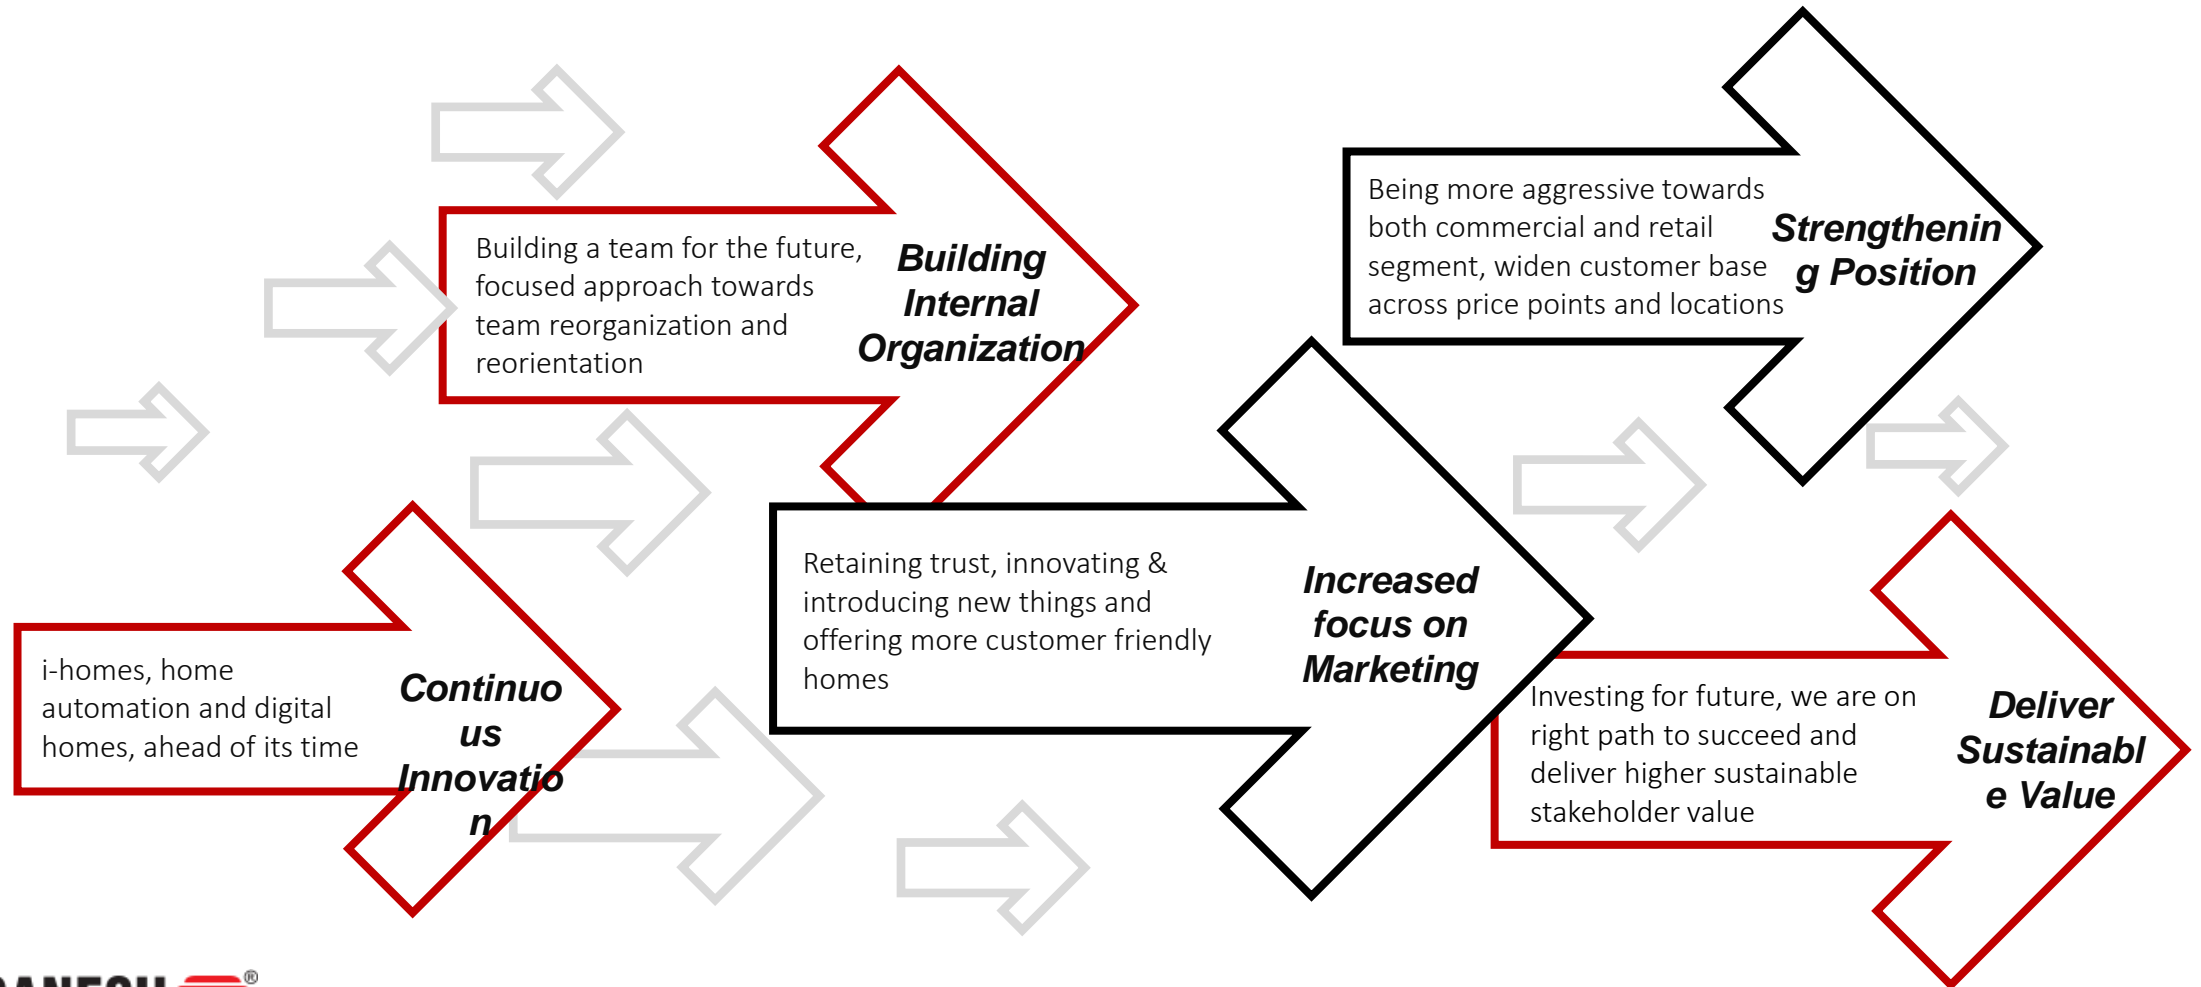 Building a team for the future,
focused approach towards
team reorganization and
reorientation
Building
Internal
Organization
Being more aggressive towards
both commercial and retail
segment, widen customer base
across price points and locations
Strengthenin
g Position
i-homes, home
automation and digital
homes, ahead of its time
Continuo
us
Innovatio
n
Retaining trust, innovating &
introducing new things and
offering more customer friendly
homes
Increased
focus on
Marketing
Investing for future, we are on
right path to succeed and
deliver higher sustainable
stakeholder value
Deliver
Sustainabl
e Value
®